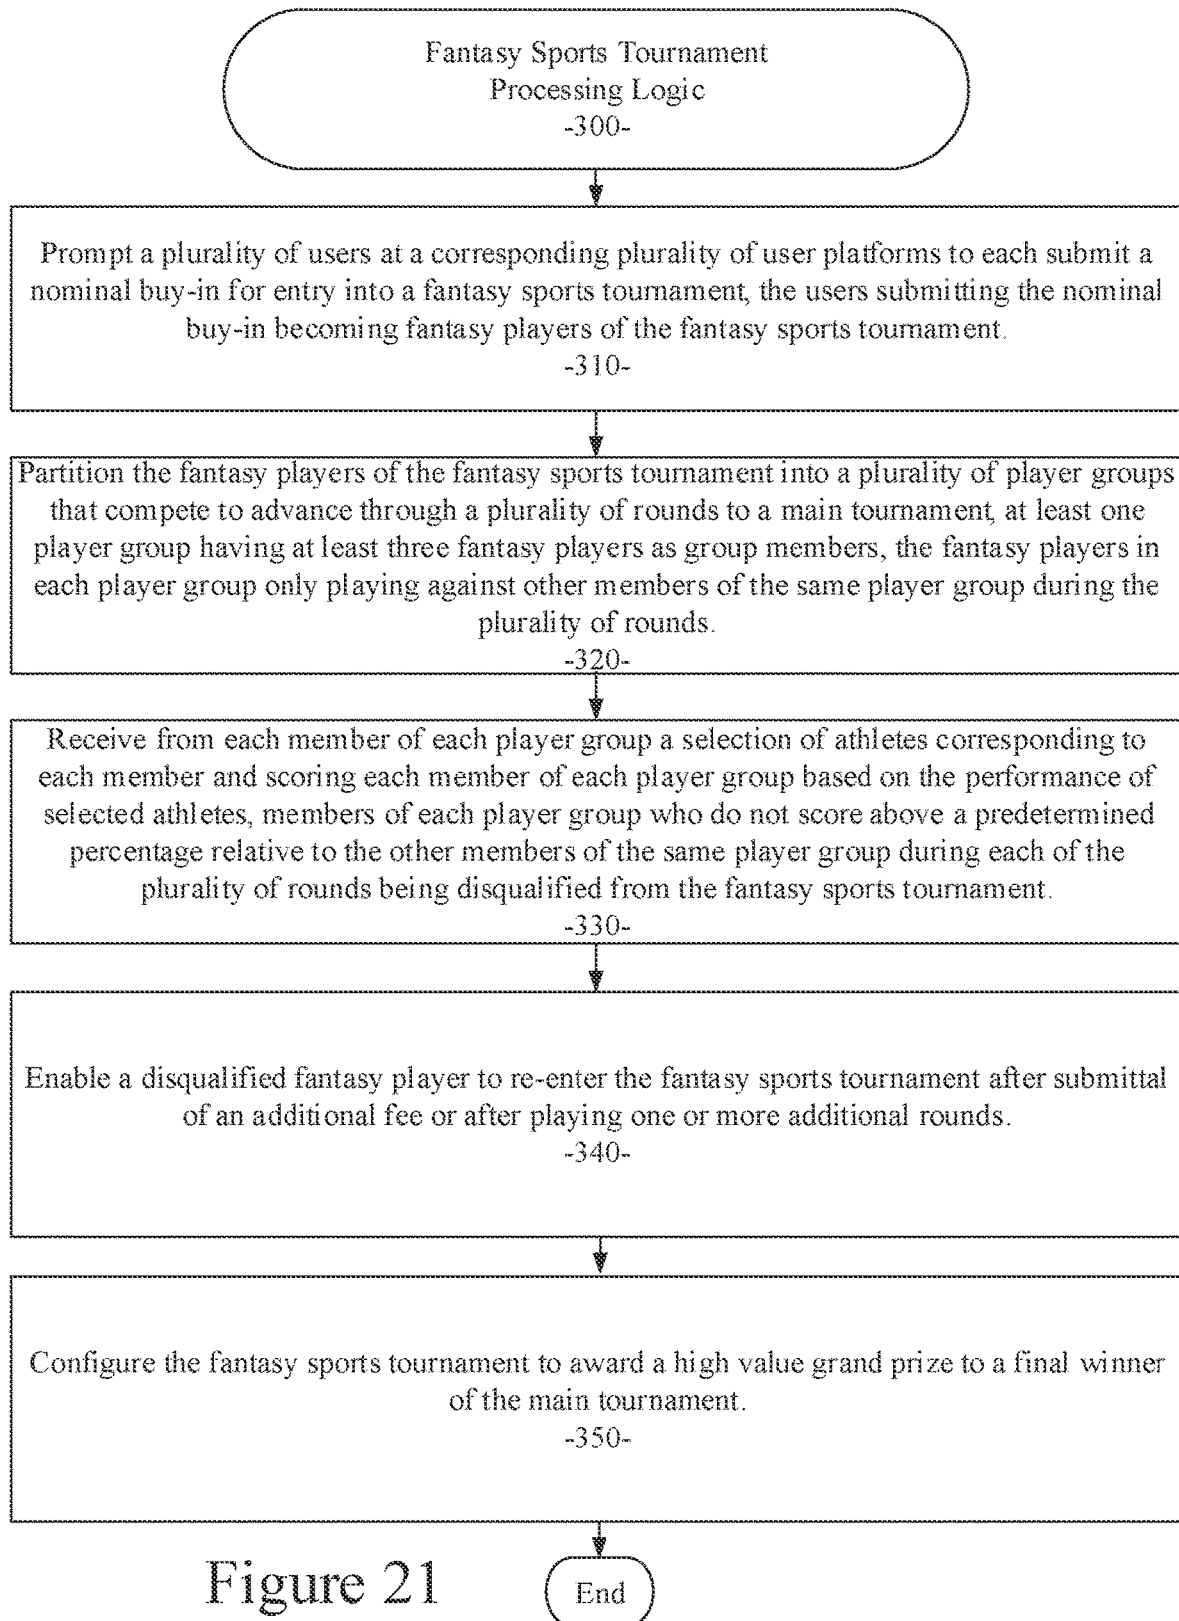 Fantasy Sports Tournament
Processing Logic
-300-
Prompt a plurality of users at a corresponding plurality of user platforms to each submit a
nominal buy-in for entry into a fantasy sports tournament, the users submitting the nominal
buy-in becoming fantasy players of the fantasy sports tournament.
-310-
Partition the fantasy players of the fantasy sports tournament into a plurality of player groups
that compete to advance through a plurality of rounds to a main tournament, at least one
player group having at least three fantasy players as group members, the fantasy players in
each player group only playing against other members of the same player group during the
plurality of rounds.
-320-
Receive from each member of each player group a selection of athletes corresponding to
each member and scoring each member of each player group based on the performance of
selected athletes, members of each player group who do not score above a predetermined
percentage relative to the other members of the same player group during each of the
plurality of rounds being disqualified from the fantasy sports tournament.
-330-
Enable a disqualified fantasy player to re-enter the fantasy sports tournament after submittal
of an additional fee or after playing one or more additional rounds.
-340-
Configure the fantasy sports tournament to award a high value grand prize to a final winner
of the main tournament.
-350-
Figure 21
End